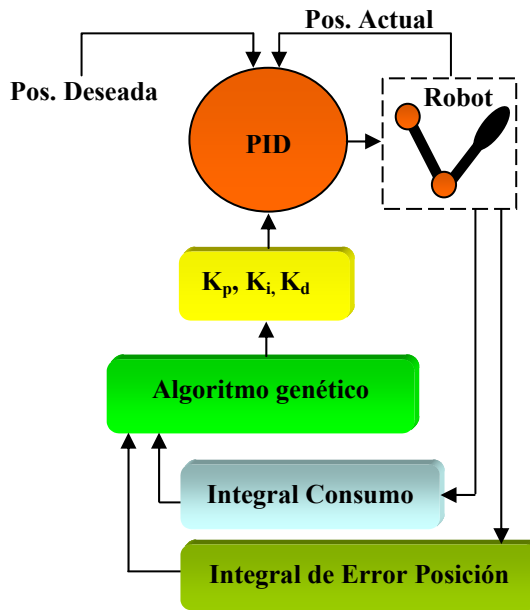 Pos. Actual
Pos. Deseada
Robot
PID
Kp, Ki, Kd
Algoritmo genético
Integral Consumo
Integral de Error Posición